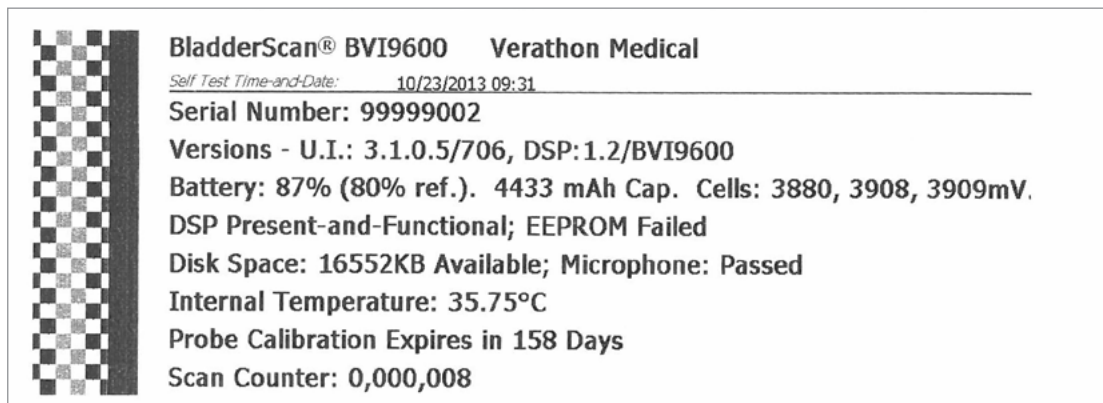 BladderScan® BVI9600 Verathon Medical
Self Test Time-and-Date: 10/23/2013 09:31
Serial Number: 99999002
Versions - U.I.: 3.1.0.5/706, DSP:1.2/BVI9600
Battery: 87% (80% ref.). 4433 mAh Cap. Cells: 3880, 3908, 3909mV.
DSP Present-and-Functional; EEPROM Failed
Disk Space: 16552KB Available; Microphone: Passed
Internal Temperature: 35.75°C
Probe Calibration Expires in 158 Days
Scan Counter: 0,000,008